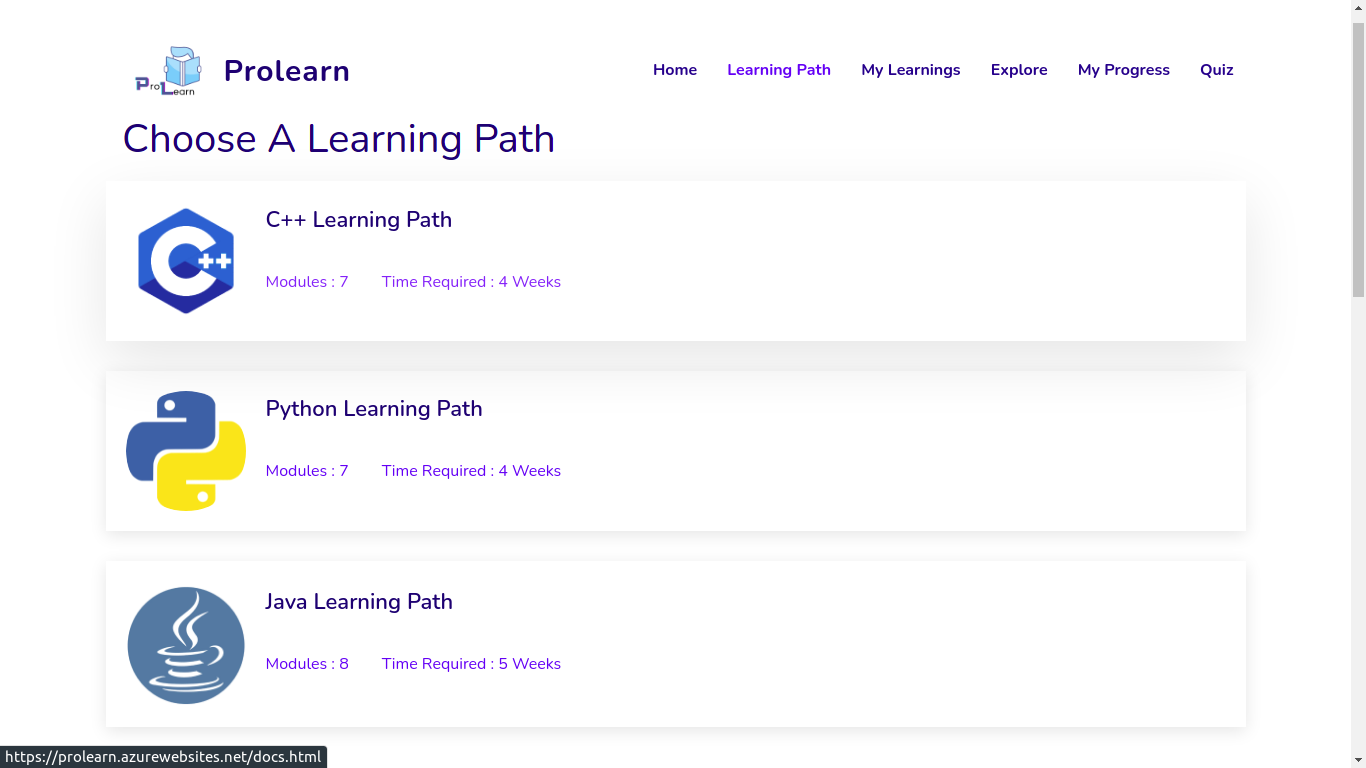 ProLearn
Prolearn
Home
Learning Path
My Learnings
Explore
My Progress
Quiz
Choose A Learning Path
C++
C++ Learning Path
Modules : 7
Time Required : 4 Weeks
Python Learning Path
Modules : 7
Time Required : 4 Weeks
Java Learning Path
Modules : 8
Time Required : 5 Weeks
https://prolearn.azurewebsites.net/docs.html